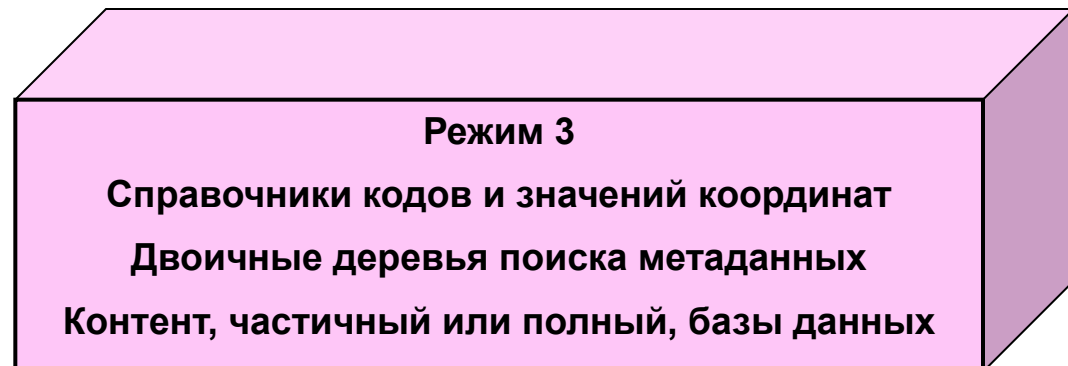 Режим 3
Справочники кодов и значений координат
Двоичные деревья поиска метаданных
Контент, частичный или полный, базы данных